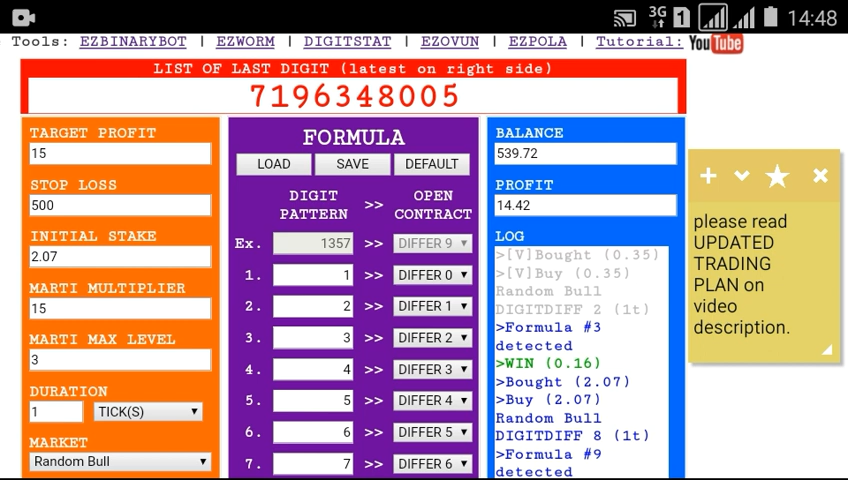 3G 1 14:48
Tools: EZBINARYBOT | EZWORM | DIGITSTAT | EZOVUN | EZPOLA | Tutorial: YouTube
LIST OF LAST DIGIT (latest on right side)
7196348005
TARGET PROFIT
15
STOP LOSS
500
INITIAL STAKE
2.07
MARTI MULTIPLIER
15
MARTI MAX LEVEL
3
DURATION
1 TICK(S)
MARKET
Random Bull
FORMULA
LOAD SAVE DEFAULT
DIGIT PATTERN >> OPEN CONTRACT
Ex. 1357 >> DIFFER 9
1. 1 >> DIFFER 0
2. 2 >> DIFFER 1
3. 3 >> DIFFER 2
4. 4 >> DIFFER 3
5. 5 >> DIFFER 4
6. 6 >> DIFFER 5
7. 7 >> DIFFER 6
BALANCE
539.72
PROFIT
14.42
LOG
>[V]Bought (0.35)
>[V]Buy (0.35)
Random Bull
DIGITDIFF 2 (1t)
>Formula #3
detected
>WIN (0.16)
>Bought (2.07)
>Buy (2.07)
Random Bull
DIGITDIFF 8 (1t)
>Formula #9
detected
please read
UPDATED
TRADING
PLAN on
video
description.